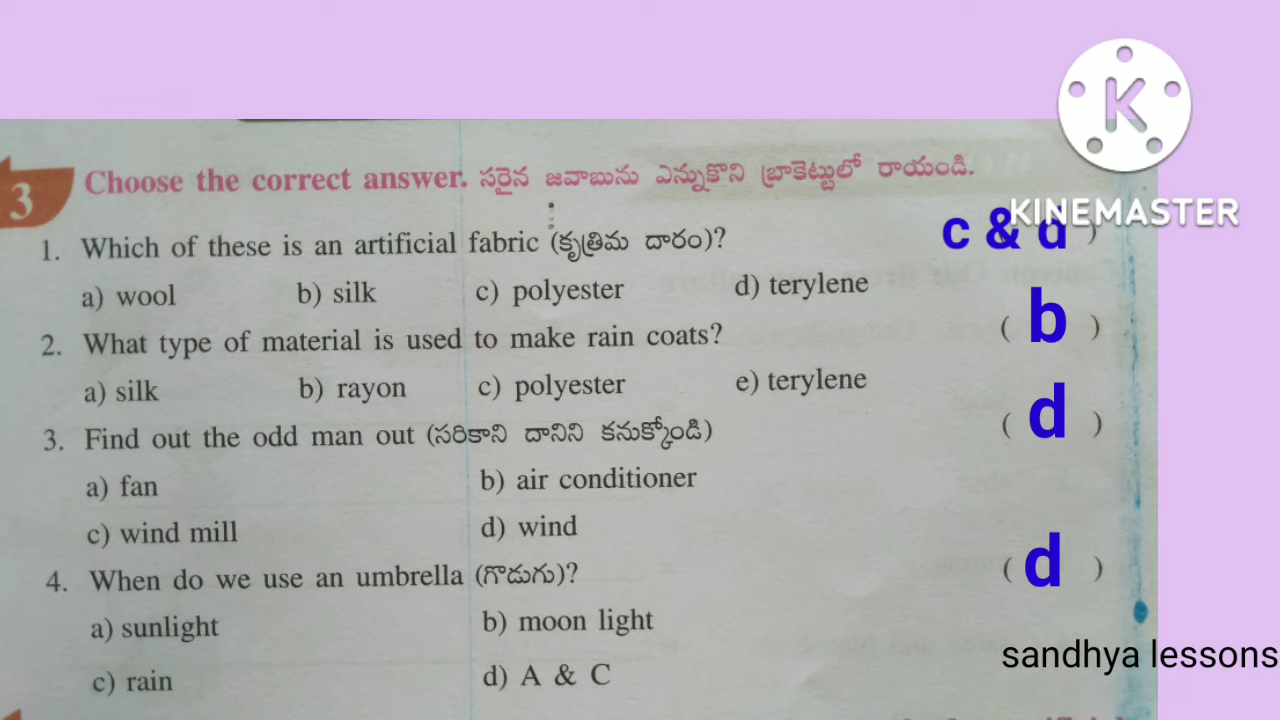 KINEMASTER
3 Choose the correct answer. సరైన జవాబును ఎన్నుకొని బ్రాకెట్టులో రాయండి.
1. Which of these is an artificial fabric (కృత్రిమ దారం)? c & d )
a) wool b) silk c) polyester d) terylene
2. What type of material is used to make rain coats? ( b )
a) silk b) rayon c) polyester e) terylene
3. Find out the odd man out (సరికాని దానిని కనుక్కోండి) ( d )
a) fan b) air conditioner
c) wind mill d) wind
4. When do we use an umbrella (గొడుగు)? ( d )
a) sunlight b) moon light
sandhya lessons
c) rain d) A & C